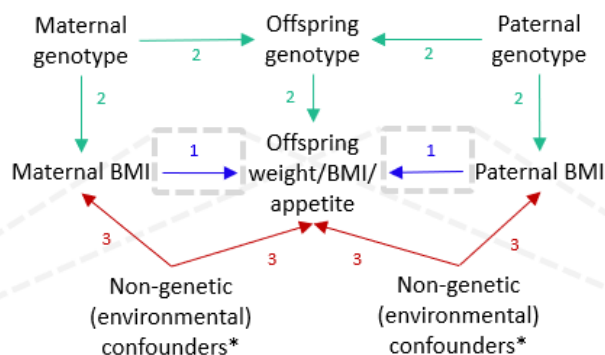 Maternal
genotype
Offspring
genotype
Paternal
genotype
2
2
2
2
2
Maternal BMI
1
Offspring
weight/BMI/
appetite
1
Paternal BMI
3
3
3
3
Non-genetic
(environmental)
confounders*
Non-genetic
(environmental)
confounders*